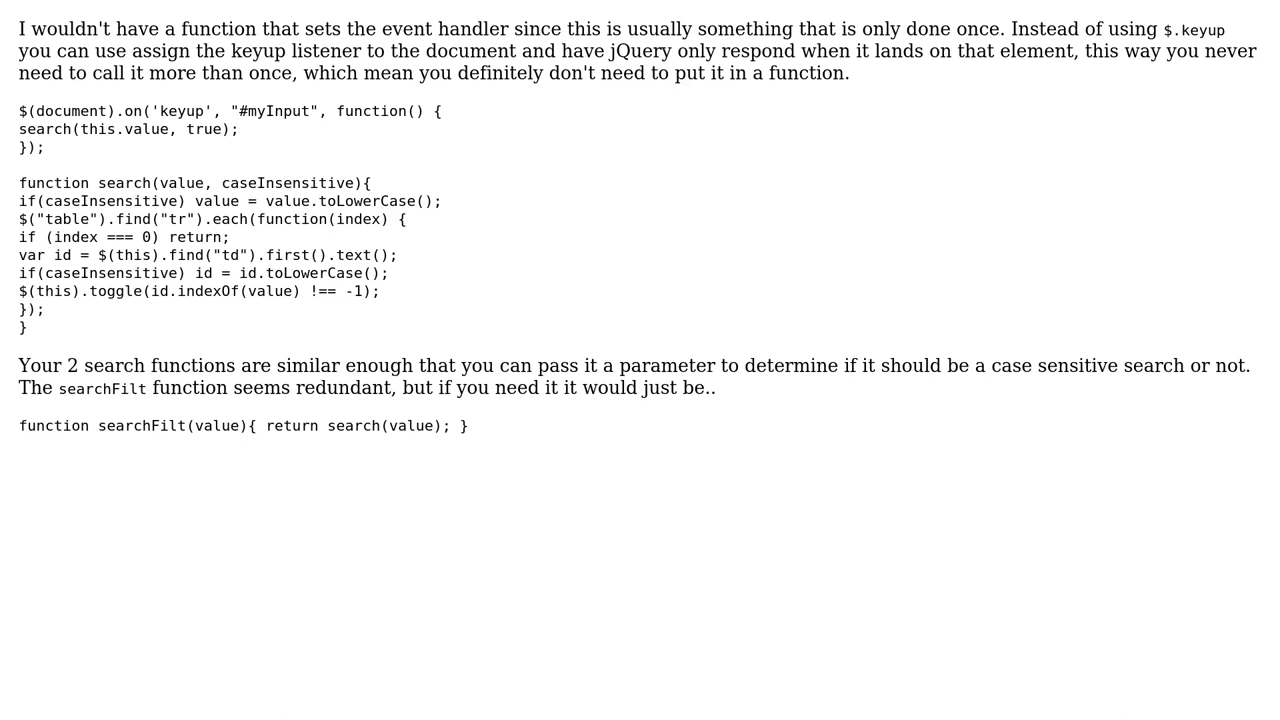 I wouldn't have a function that sets the event handler since this is usually something that is only done once. Instead of using $.keyup
you can use assign the keyup listener to the document and have jQuery only respond when it lands on that element, this way you never
need to call it more than once, which mean you definitely don't need to put it in a function.
$(document).on('keyup', "#myInput", function() {
search(this.value, true);
});
function search(value, caseInsensitive){
if(caseInsensitive) value = value.toLowerCase();
$("table").find("tr").each(function(index) {
if (index === 0) return;
var id = $(this).find("td").first().text();
if(caseInsensitive) id = id.toLowerCase();
$(this).toggle(id.indexOf(value) !== -1);
});
}
Your 2 search functions are similar enough that you can pass it a parameter to determine if it should be a case sensitive search or not.
The searchFilt function seems redundant, but if you need it it would just be..
function searchFilt(value){ return search(value); }